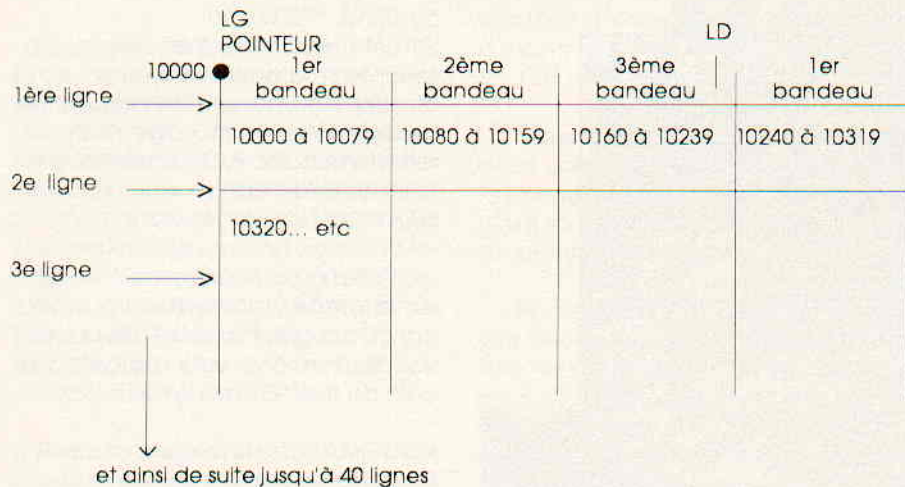 LG
POINTEUR
LD
10000
1er
bandeau
2ème
bandeau
3ème
bandeau
1er
bandeau
1ère ligne
10000 à 10079
10080 à 10159
10160 à 10239
10240 à 10319
2e ligne
10320... etc
3e ligne
et ainsi de suite jusqu'à 40 lignes